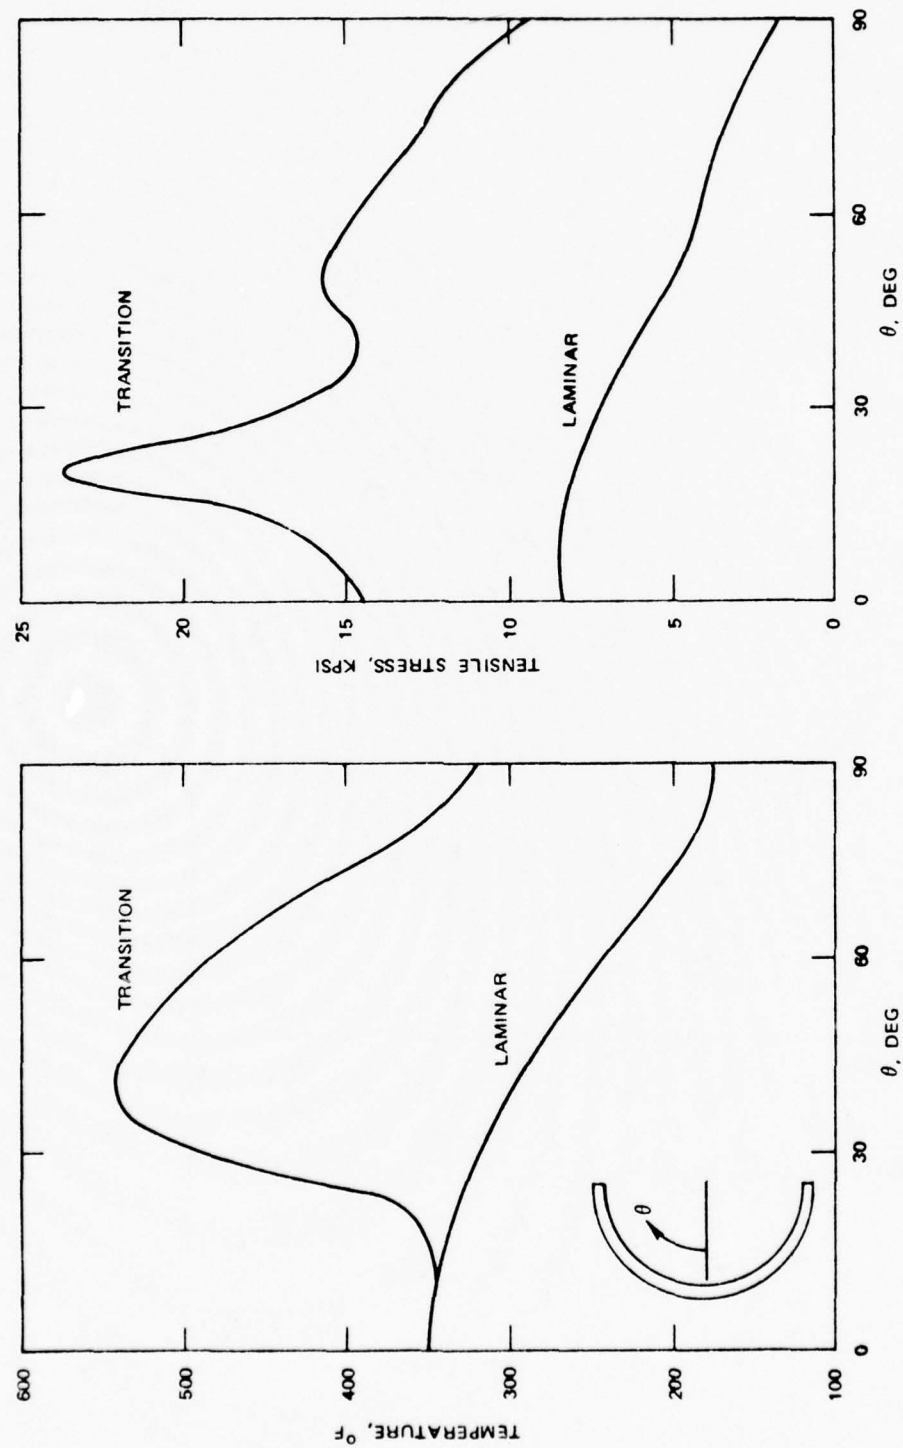 TEMPERATURE, °F
600
500
400
300
200
100
TRANSITION
LAMINAR
θ
0
30
60
90
θ, DEG
TENSILE STRESS, KPSI
25
20
15
10
5
0
TRANSITION
LAMINAR
0
30
60
90
θ, DEG